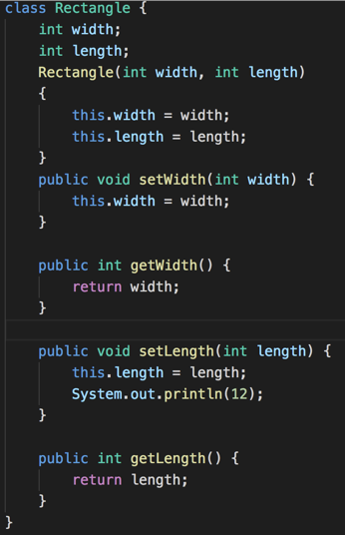 class Rectangle {
    int width;
    int length;
    Rectangle(int width, int length)
    {
        this.width = width;
        this.length = length;
    }
    public void setWidth(int width) {
        this.width = width;
    }

    public int getWidth() {
        return width;
    }

    public void setLength(int length) {
        this.length = length;
        System.out.println(12);
    }

    public int getLength() {
        return length;
    }
}